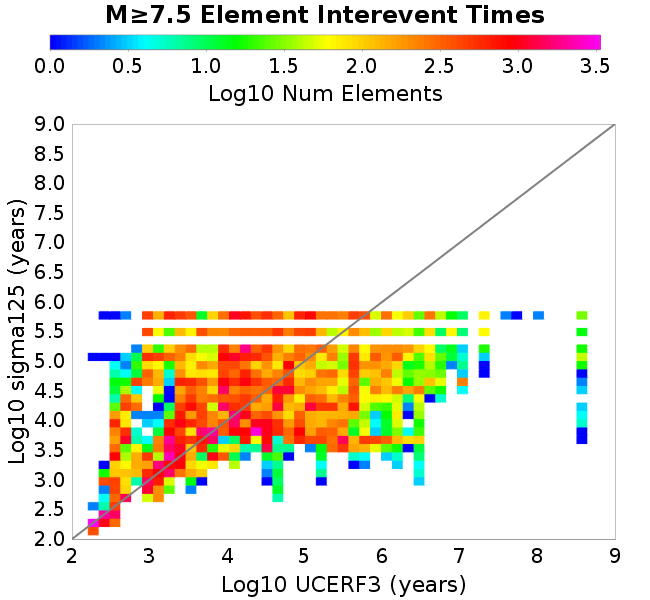 M≥7.5 Element Interevent Times
0.0 0.5 1.0 1.5 2.0 2.5 3.0 3.5
Log10 Num Elements
Log10 sigma125 (years)
9.0
8.5
8.0
7.5
7.0
6.5
6.0
5.5
5.0
4.5
4.0
3.5
3.0
2.5
2.0
2 3 4 5 6 7 8 9
Log10 UCERF3 (years)